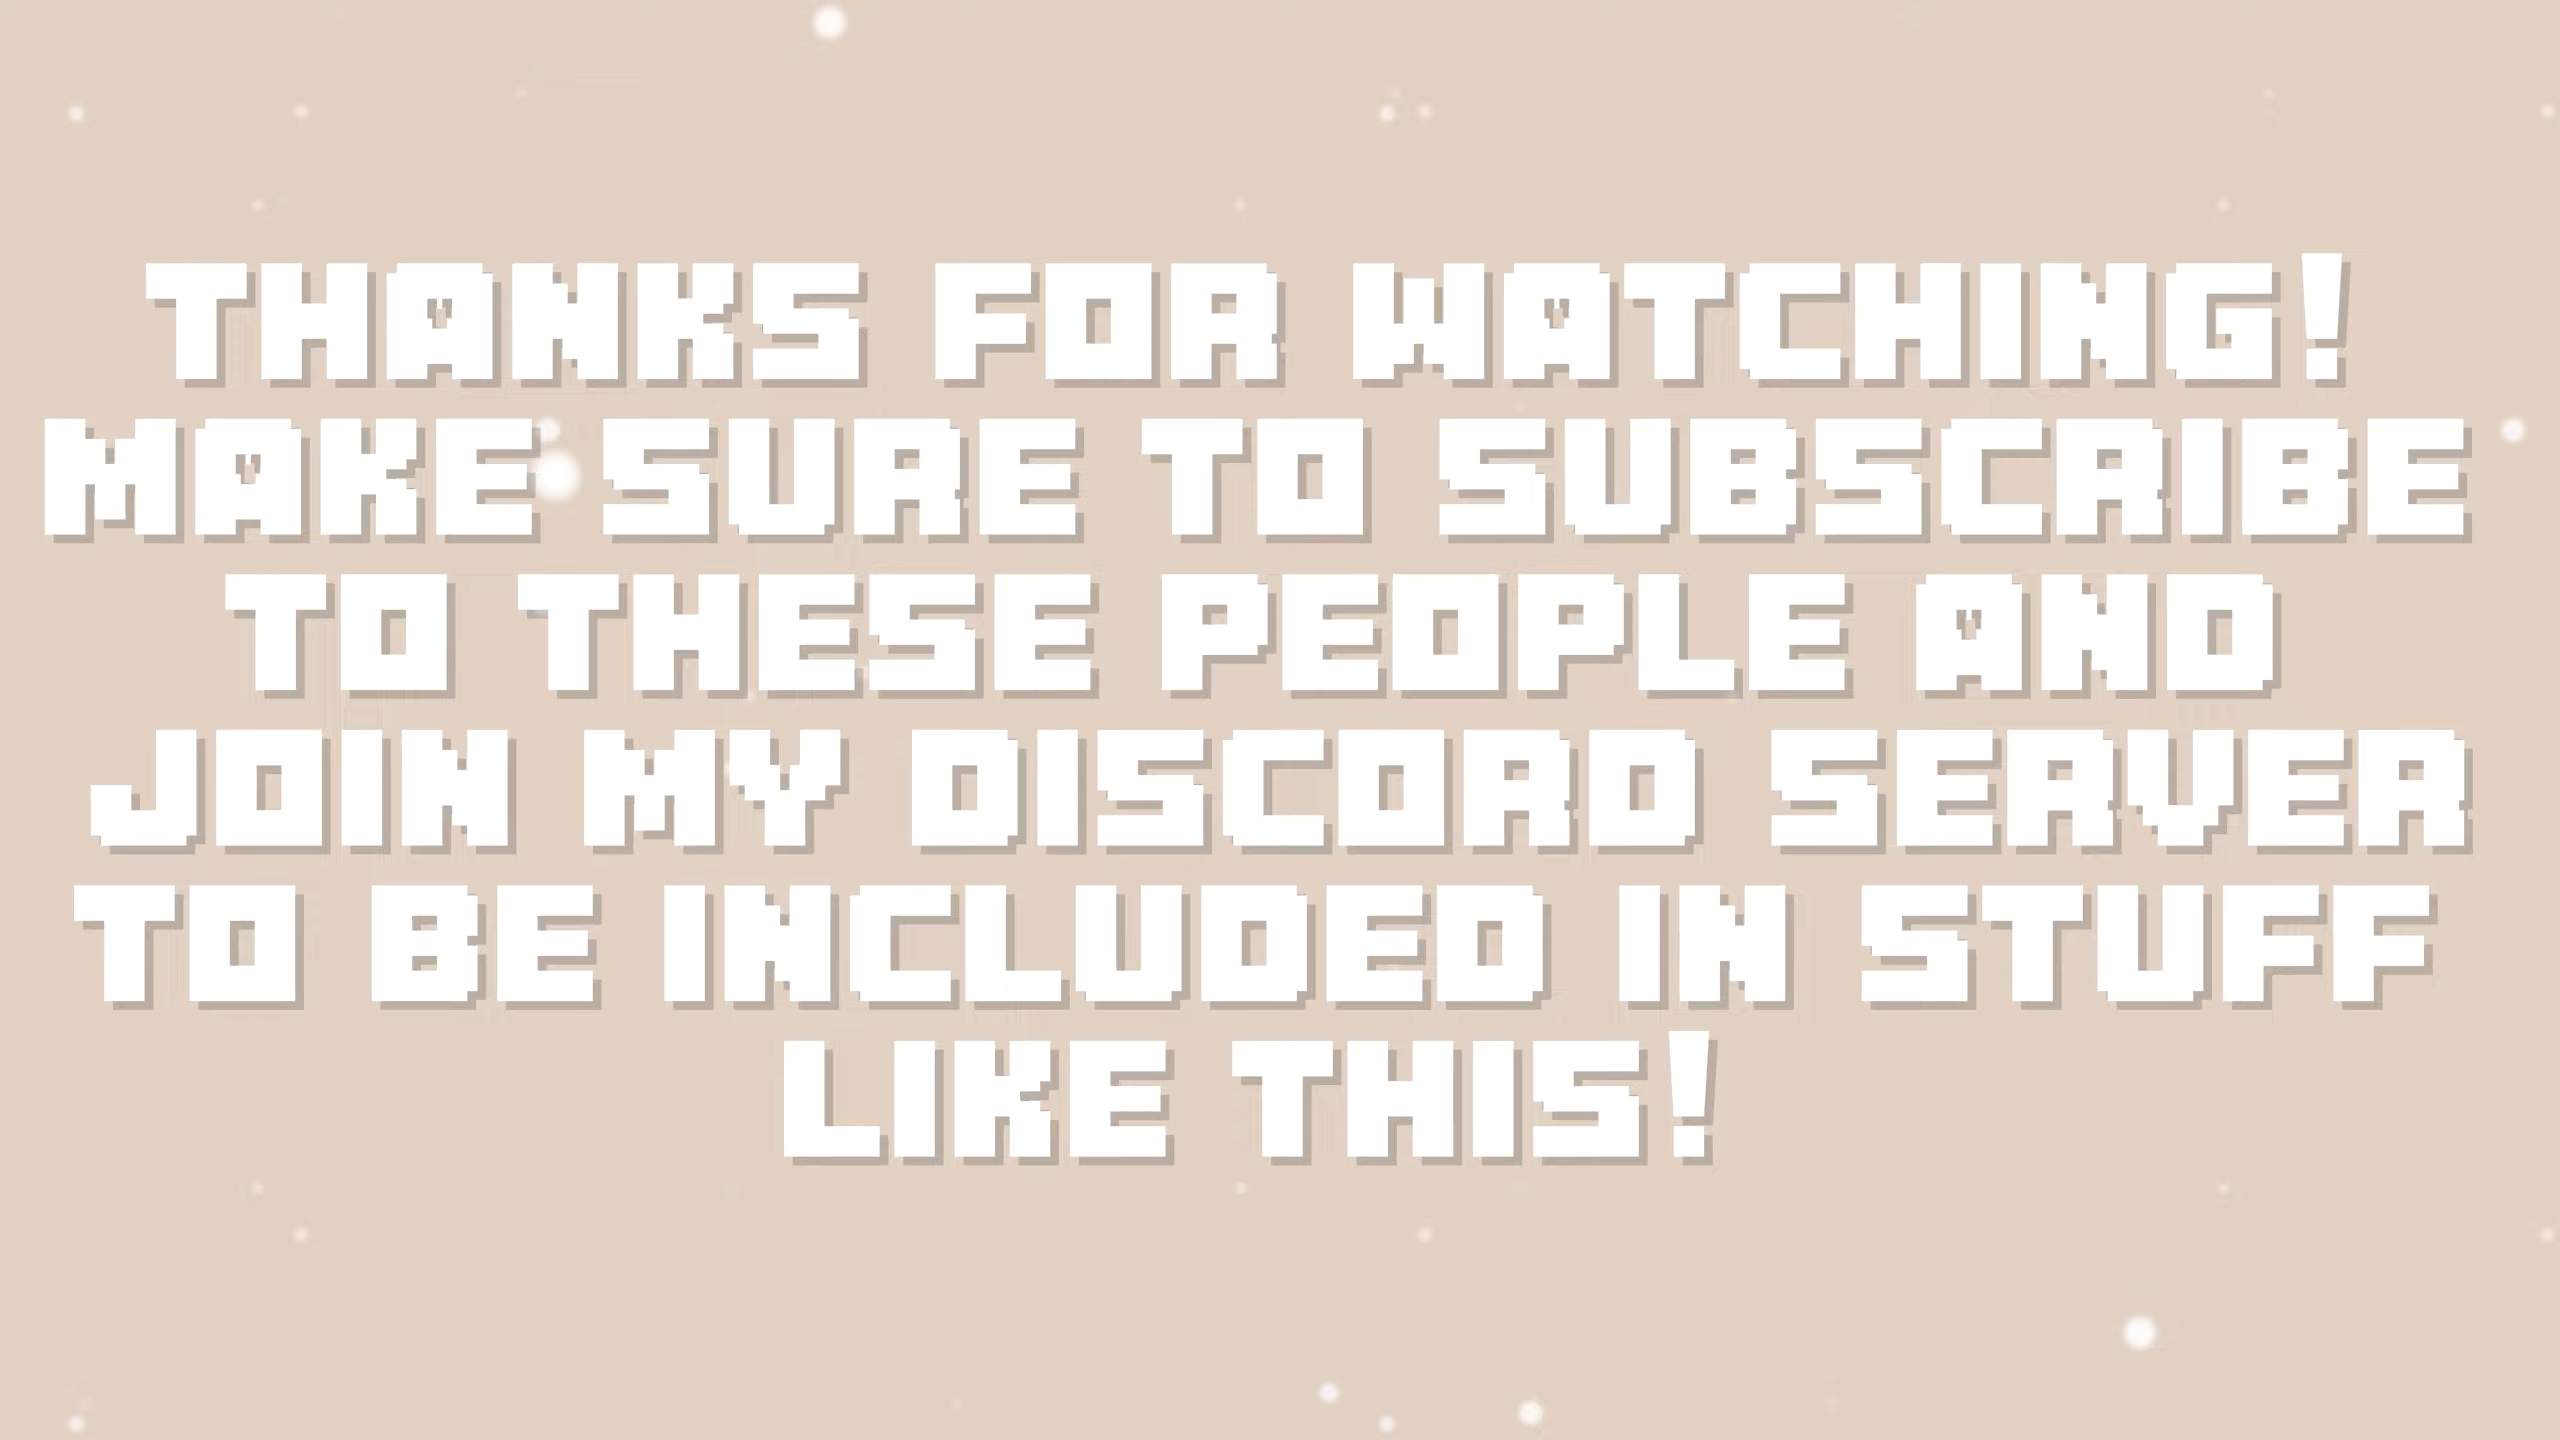 THANKS FOR WATCHING!
MAKE SURE TO SUBSCRIBE
TO THESE PEOPLE AND
JOIN MY DISCORD SERVER
TO BE INCLUDED IN STUFF
LIKE THIS!